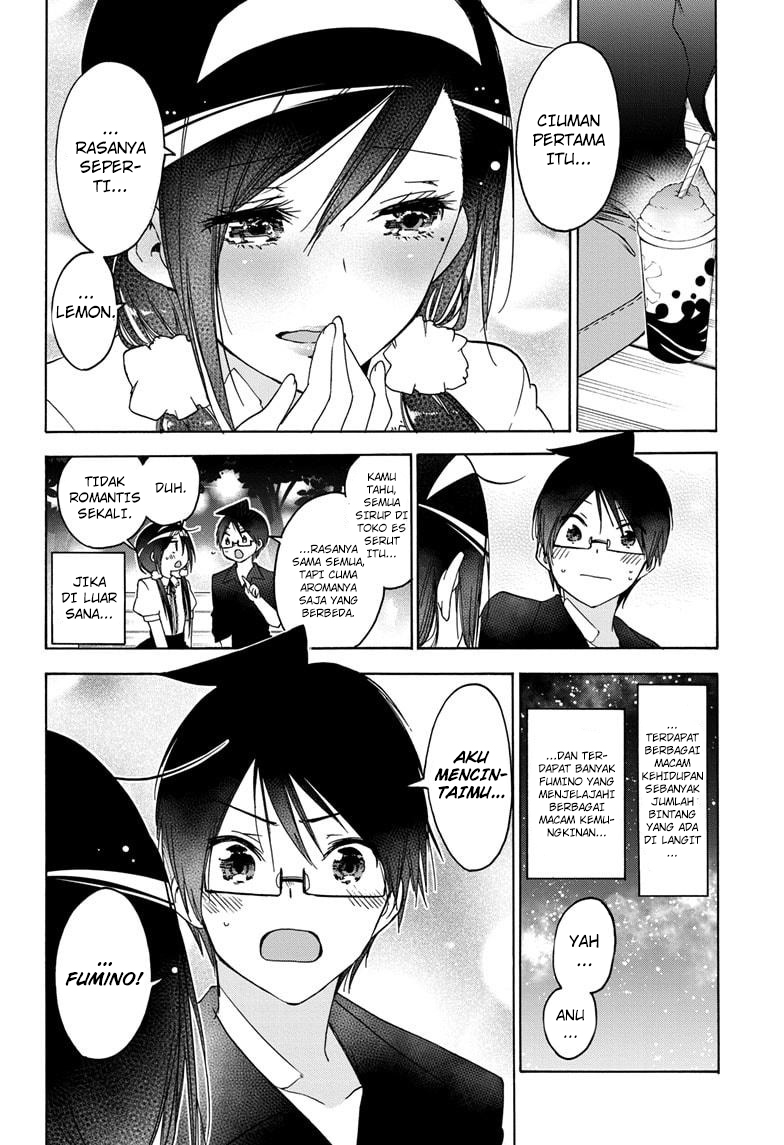 CIUMAN
PERTAMA
ITU...
...
RASANYA
SEPER-
TI...
...
LEMON.
KAMU
TAHU,
SEMUA
SIRUP DI
TOKO ES
SERUT
ITU...
...RASANYA
SAMA SEMUA,
TAPI CUMA
AROMANYA
SAJA YANG
BERBEDA.
DUH.
TIDAK
ROMANTIS
SEKALI.
JIKA
DI LUAR
SANA...
...
TERDAPAT
BERBAGAI
MACAM
KEHIDUPAN
SEBANYAK
JUMLAH
BINTANG
YANG ADA
DI LANGIT
...
...DAN TER-
DAPAT BANYAK
FUMINO YANG
MENJELAJAHI
BERBAGAI
MACAM KEMU-
NGKINAN...
YAH
...
ANU
...
AKU
MENCIN-
TAIMU...
...
FUMINO!